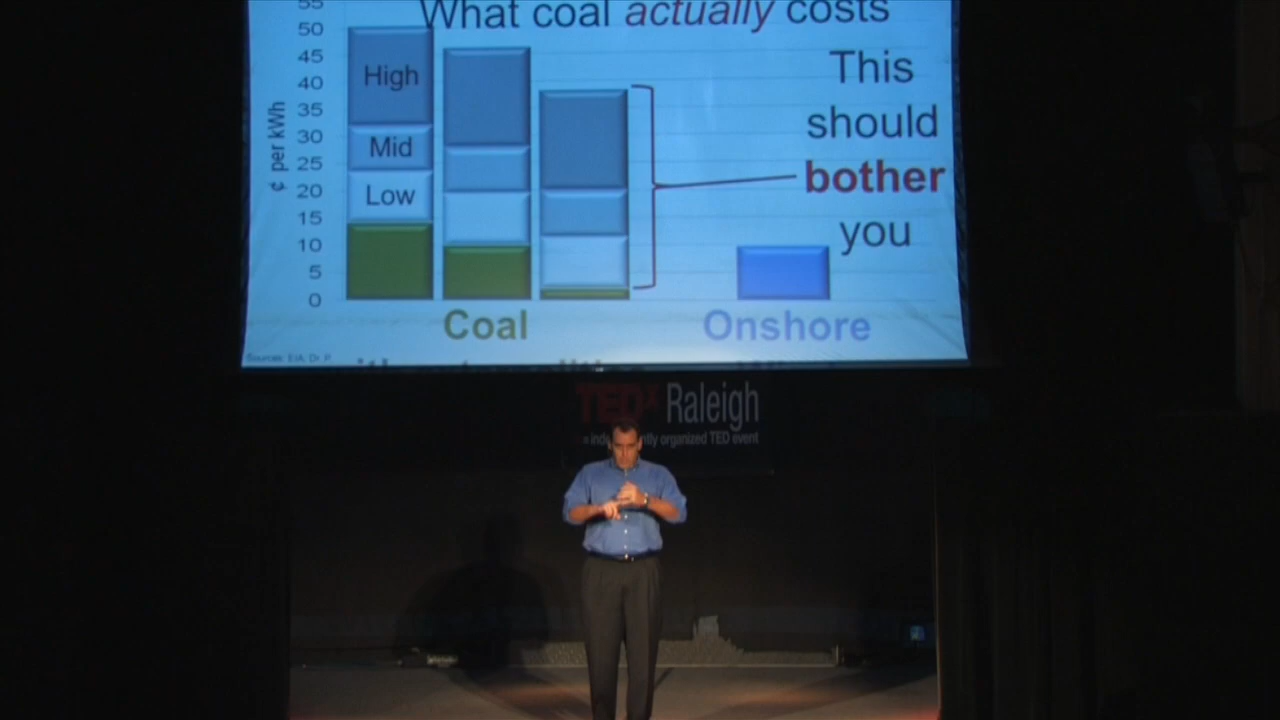 What coal actually costs
55
50
45
40
35
30
25
20
15
10
5
0
¢ per kWh
High
Mid
Low
This
should
bother
you
Coal
Onshore
Sources: EIA, Dr. P.
TEDx Raleigh
organized TED event